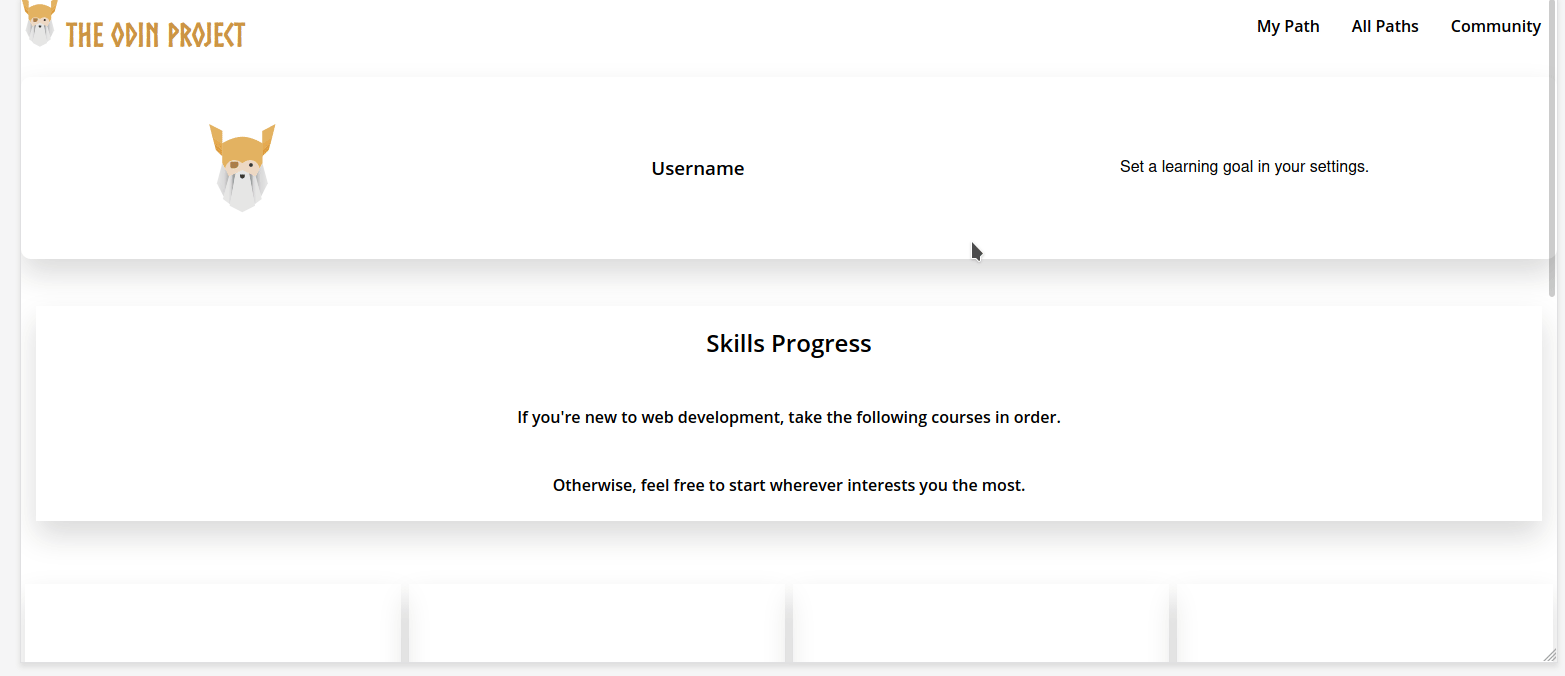 THE ODIN PROJECT
My Path All Paths Community
Username
Set a learning goal in your settings.
Skills Progress
If you're new to web development, take the following courses in order.
Otherwise, feel free to start wherever interests you the most.